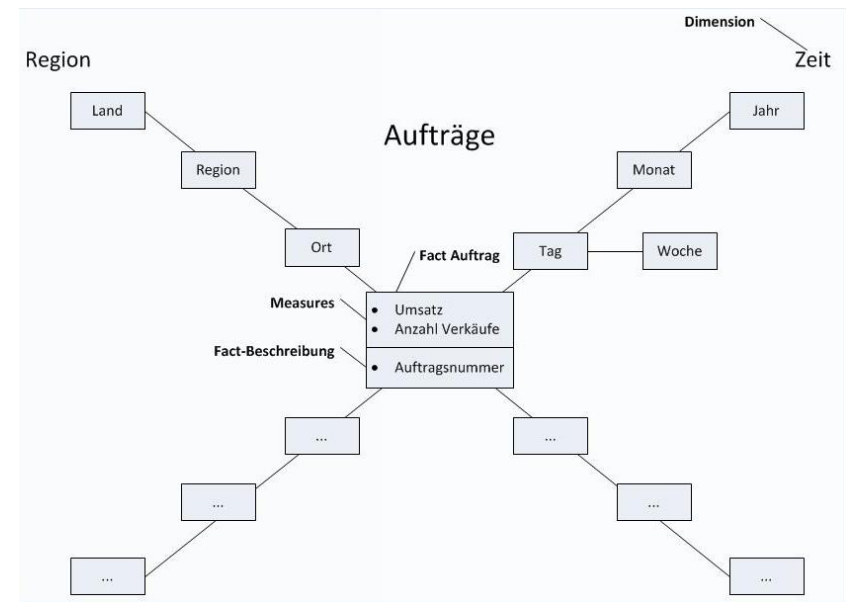 Dimension
Region
Zeit
Land
Jahr
Aufträge
Region
Monat
Ort
Fact Auftrag
Tag
Woche
Measures
• Umsatz
• Anzahl Verkäufe
Fact-Beschreibung
• Auftragsnummer
...
...
...
...
...
...